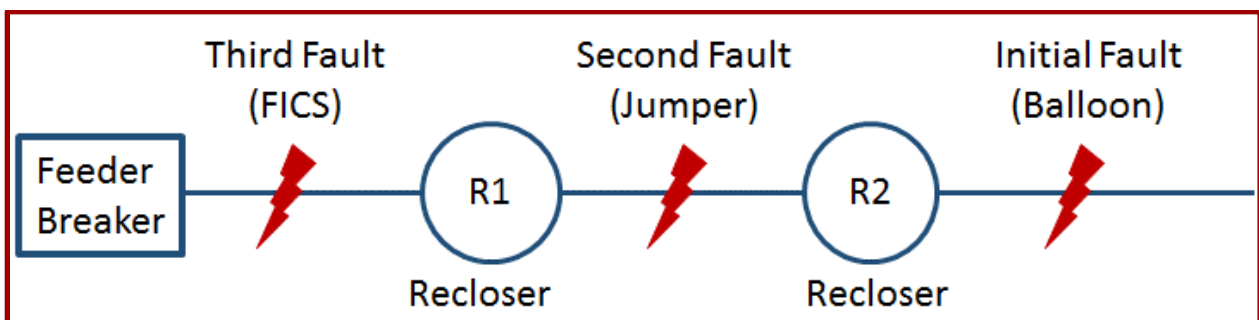 Third Fault
(FICS)
Second Fault
(Jumper)
Initial Fault
(Balloon)
Feeder
Breaker
R1
R2
Recloser
Recloser